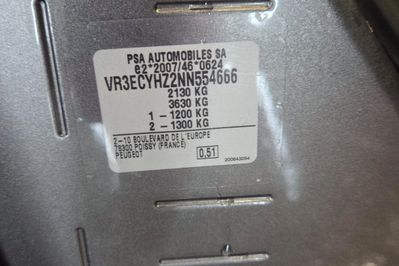 PSA AUTOMOBILES SA
e2*2007/46*0624
VR3ECYHZ2NN554666
2130 KG
3630 KG
1 - 1200 KG
2 - 1300 KG
2-10 BOULEVARD DE L'EUROPE
78300 POISSY (FRANCE)
PEUGEOT
0,51